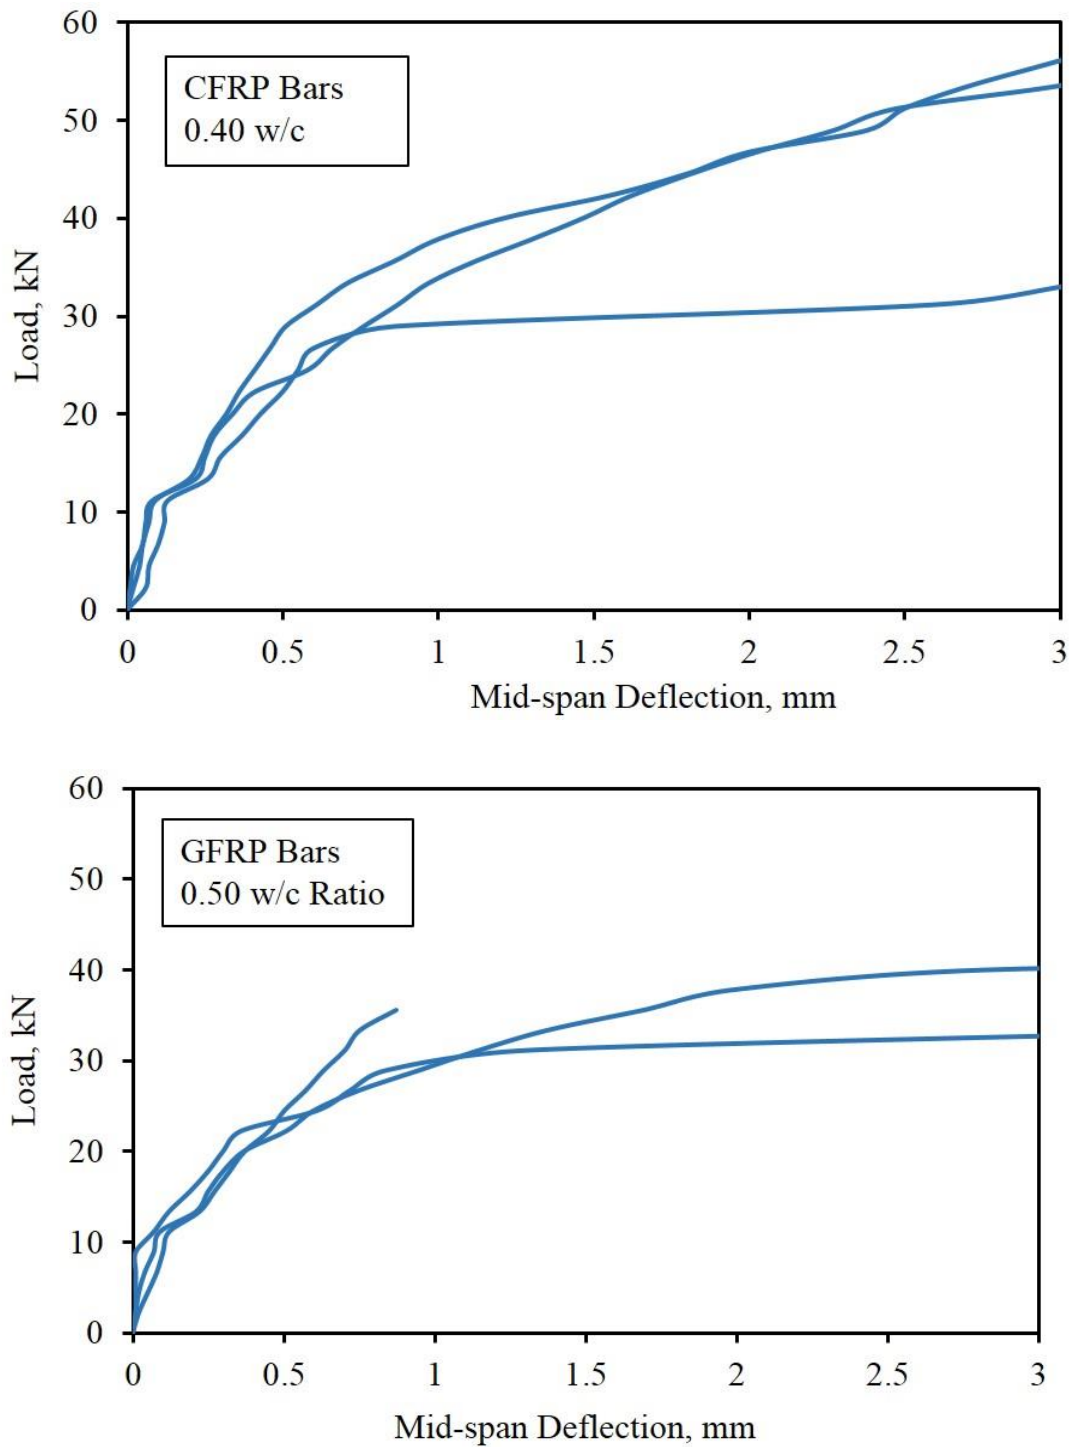 60
50
40
30
20
10
0
Load, kN
CFRP Bars
0.40 w/c
0 0.5 1 1.5 2 2.5 3
Mid-span Deflection, mm
60
50
40
30
20
10
0
Load, kN
GFRP Bars
0.50 w/c Ratio
0 0.5 1 1.5 2 2.5 3
Mid-span Deflection, mm